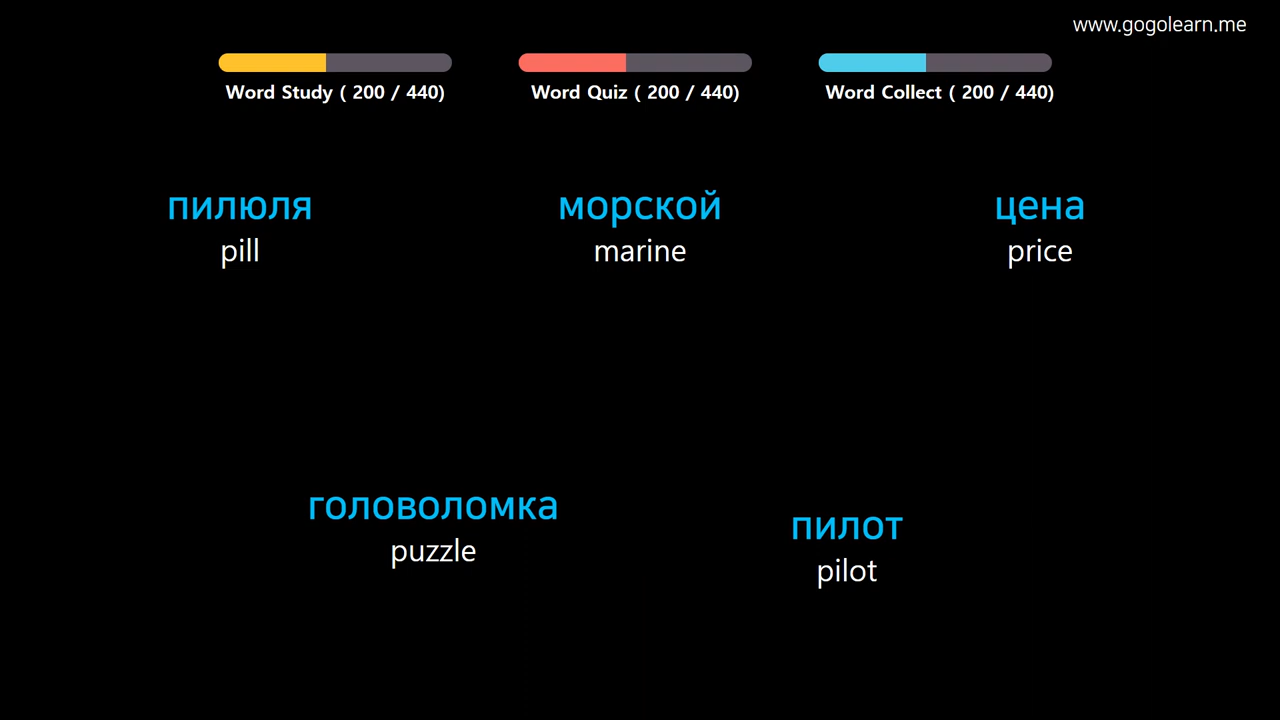 www.gogolearn.me
Word Study ( 200 / 440)
Word Quiz ( 200 / 440)
Word Collect ( 200 / 440)
пилюля
pill
морской
marine
цена
price
головоломка
puzzle
пилот
pilot